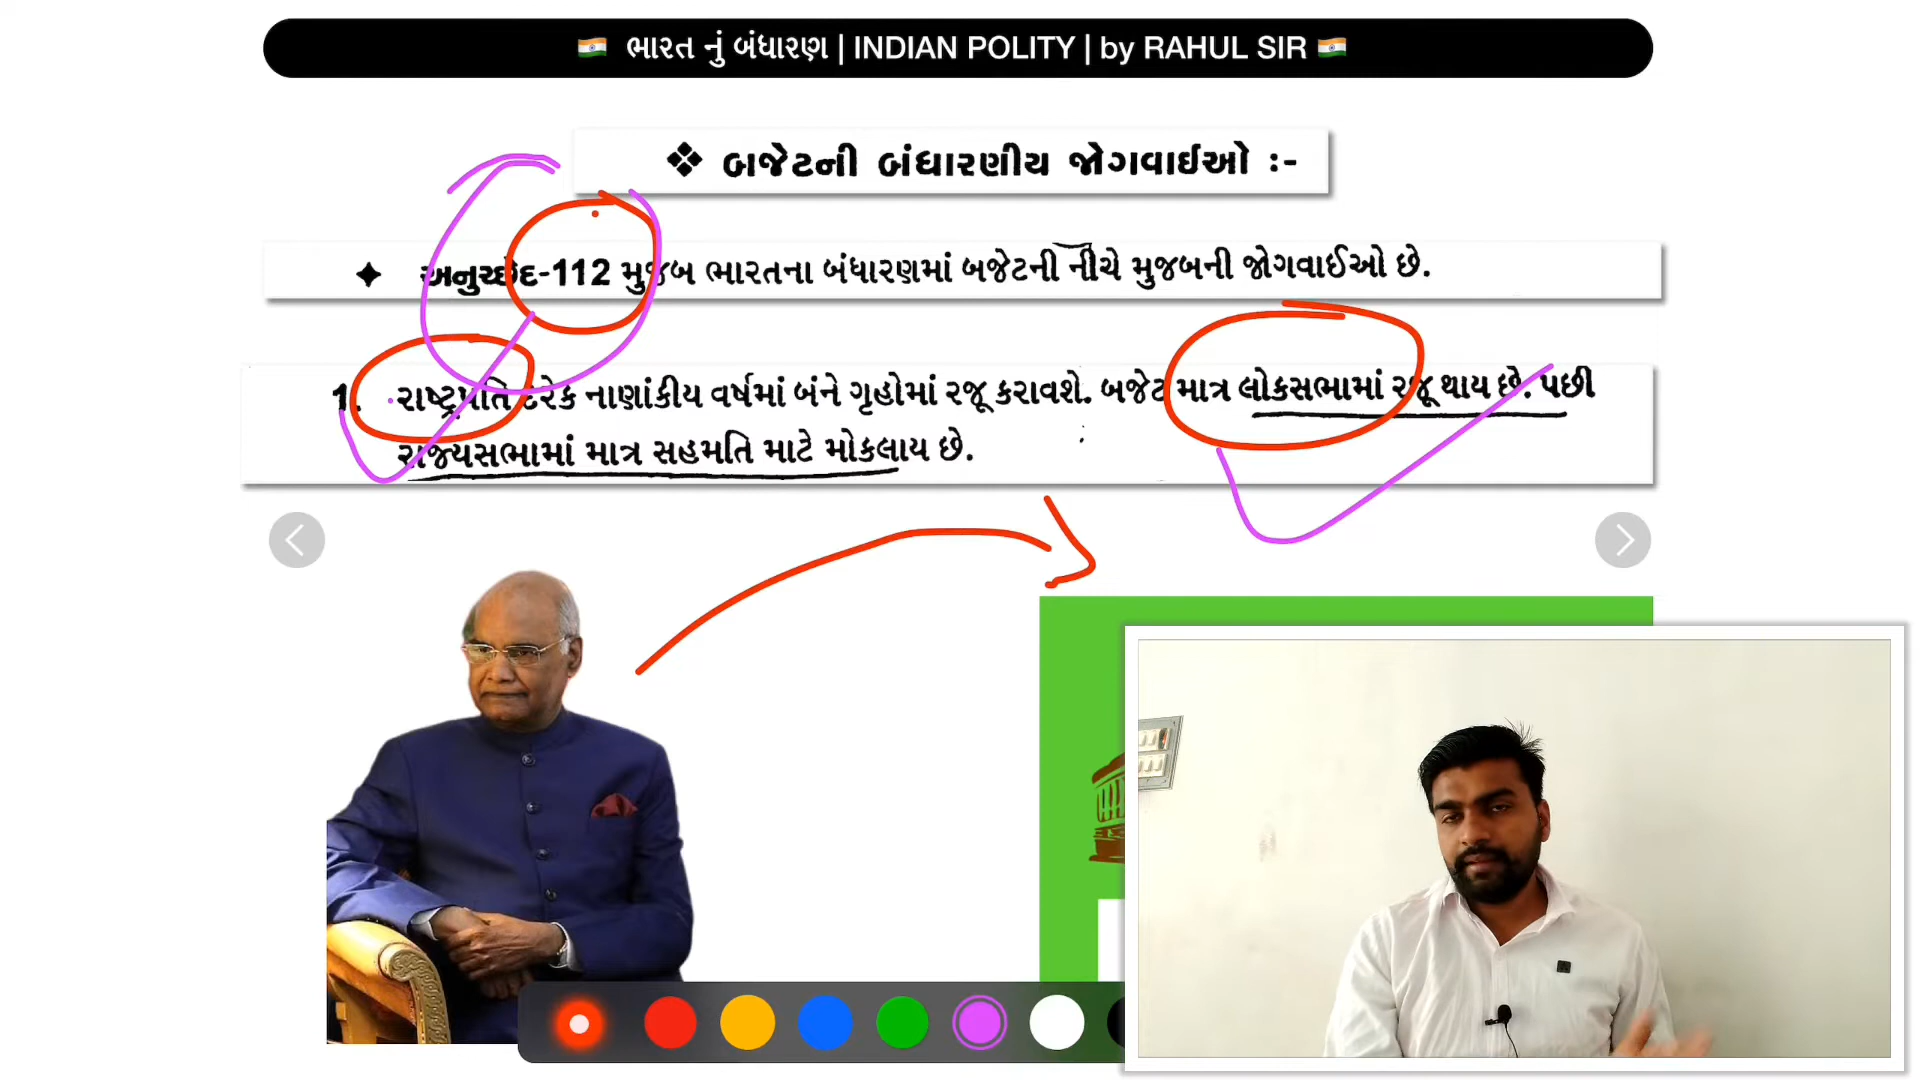 🇮🇳 ભારત નું બંધારણ | INDIAN POLITY | by RAHUL SIR 🇮🇳
❖ બજેટની બંધારણીય જોગવાઈઓ :-
✦ અનુચ્છેદ-112 મુજબ ભારતના બંધારણમાં બજેટની નીચે મુજબની જોગવાઈઓ છે.
1. રાષ્ટ્રપતિ દરેક નાણાંકીય વર્ષમાં બંને ગૃહોમાં રજૂ કરાવશે. બજેટ માત્ર લોકસભામાં રજૂ થાય છે. પછી
રાજ્યસભામાં માત્ર સહમતિ માટે મોકલાય છે.